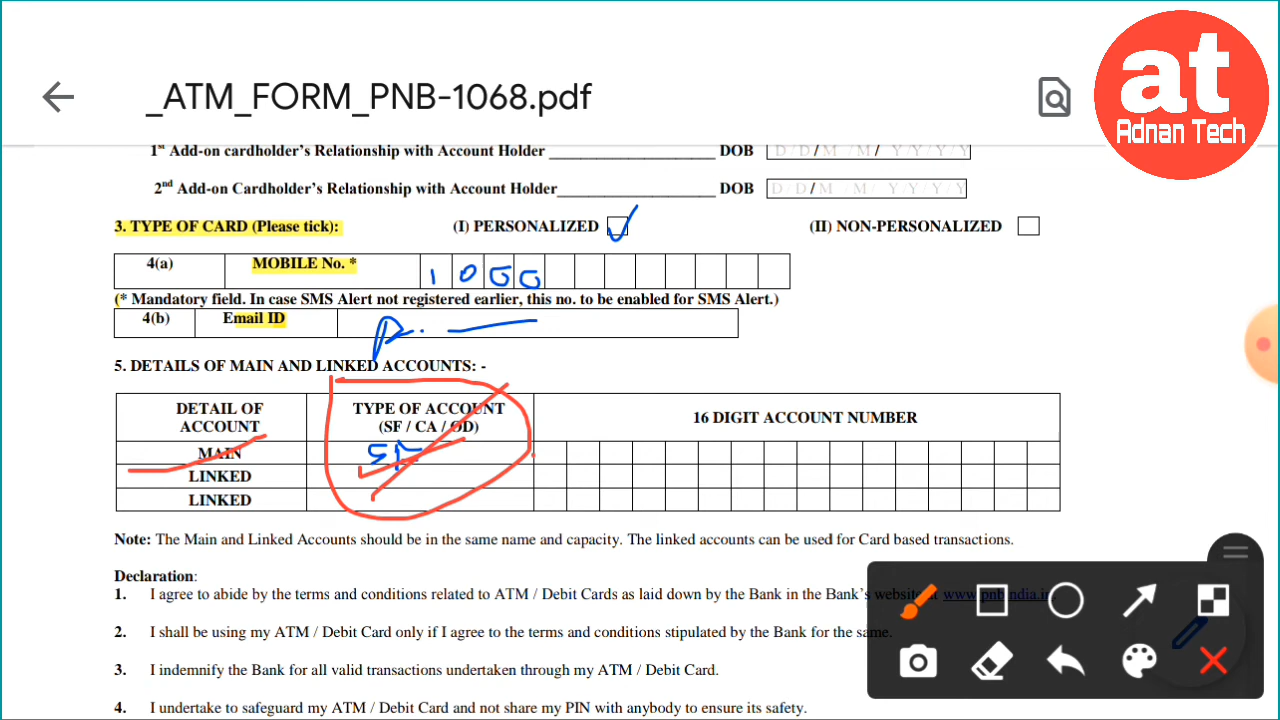 _ATM_FORM_PNB-1068.pdf
at
Adnan Tech
1st Add-on cardholder's Relationship with Account Holder ____________________ DOB D / D / M / M / Y / Y / Y / Y
2nd Add-on Cardholder's Relationship with Account Holder___________________ DOB D / D / M / M / Y / Y / Y / Y
3. TYPE OF CARD (Please tick): (I) PERSONALIZED (II) NON-PERSONALIZED
4(a) MOBILE No. * 1 0 0 0
(* Mandatory field. In case SMS Alert not registered earlier, this no. to be enabled for SMS Alert.)
4(b) Email ID
5. DETAILS OF MAIN AND LINKED ACCOUNTS: -
DETAIL OF ACCOUNT TYPE OF ACCOUNT (SF / CA / OD) 16 DIGIT ACCOUNT NUMBER
MAIN SF
LINKED
LINKED
Note: The Main and Linked Accounts should be in the same name and capacity. The linked accounts can be used for Card based transactions.
Declaration:
1. I agree to abide by the terms and conditions related to ATM / Debit Cards as laid down by the Bank in the Bank's website at www.pnbindia.in.
2. I shall be using my ATM / Debit Card only if I agree to the terms and conditions stipulated by the Bank for the same.
3. I indemnify the Bank for all valid transactions undertaken through my ATM / Debit Card.
4. I undertake to safeguard my ATM / Debit Card and not share my PIN with anybody to ensure its safety.